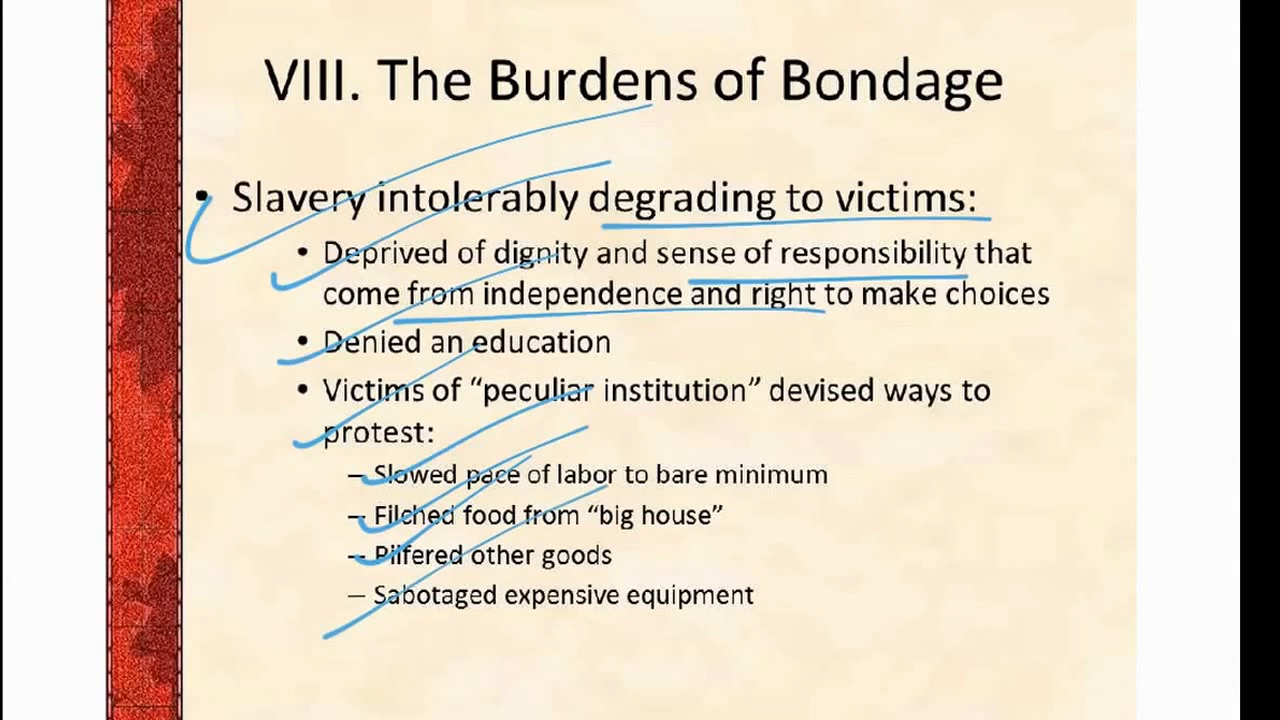 VIII. The Burdens of Bondage
• Slavery intolerably degrading to victims:
• Deprived of dignity and sense of responsibility that
come from independence and right to make choices
• Denied an education
• Victims of “peculiar institution” devised ways to
protest:
– Slowed pace of labor to bare minimum
– Filched food from “big house”
– Pilfered other goods
– Sabotaged expensive equipment